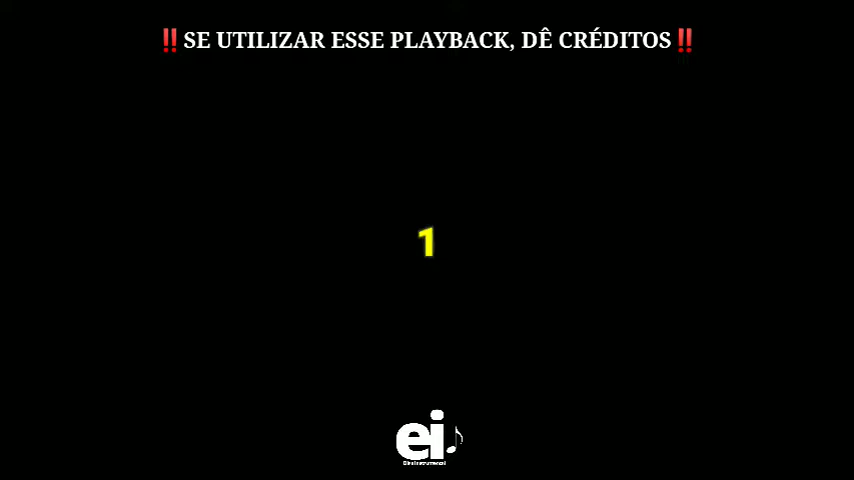 ‼️SE UTILIZAR ESSE PLAYBACK, DÊ CRÉDITOS‼️
1
ei